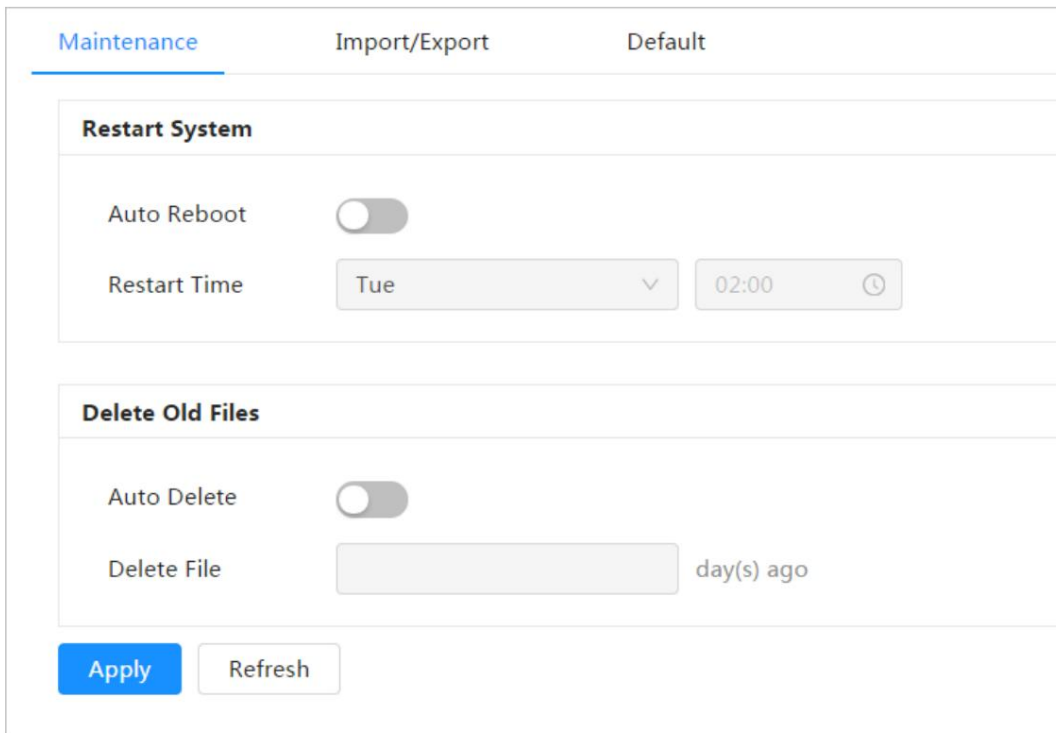 Maintenance Import/Export Default
Restart System
Auto Reboot
Restart Time Tue 02:00
Delete Old Files
Auto Delete
Delete File day(s) ago
Apply Refresh